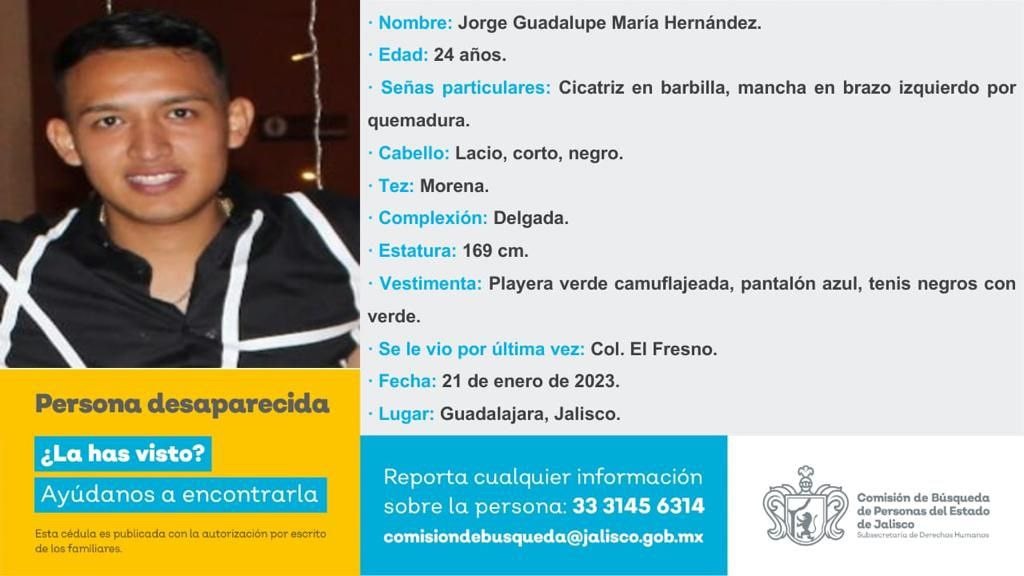 · Nombre: Jorge Guadalupe María Hernández.
· Edad: 24 años.
· Señas particulares: Cicatriz en barbilla, mancha en brazo izquierdo por
quemadura.
· Cabello: Lacio, corto, negro.
· Tez: Morena.
· Complexión: Delgada.
· Estatura: 169 cm.
· Vestimenta: Playera verde camuflajeada, pantalón azul, tenis negros con
verde.
· Se le vio por última vez: Col. El Fresno.
· Fecha: 21 de enero de 2023.
· Lugar: Guadalajara, Jalisco.
Persona desaparecida
¿La has visto?
Ayúdanos a encontrarla
Esta cédula es publicada con la autorización por escrito
de los familiares.
Reporta cualquier información
sobre la persona: 33 3145 6314
comisiondebusqueda@jalisco.gob.mx
Comisión de Búsqueda
de Personas del Estado
de Jalisco
Subsecretaría de Derechos Humanos